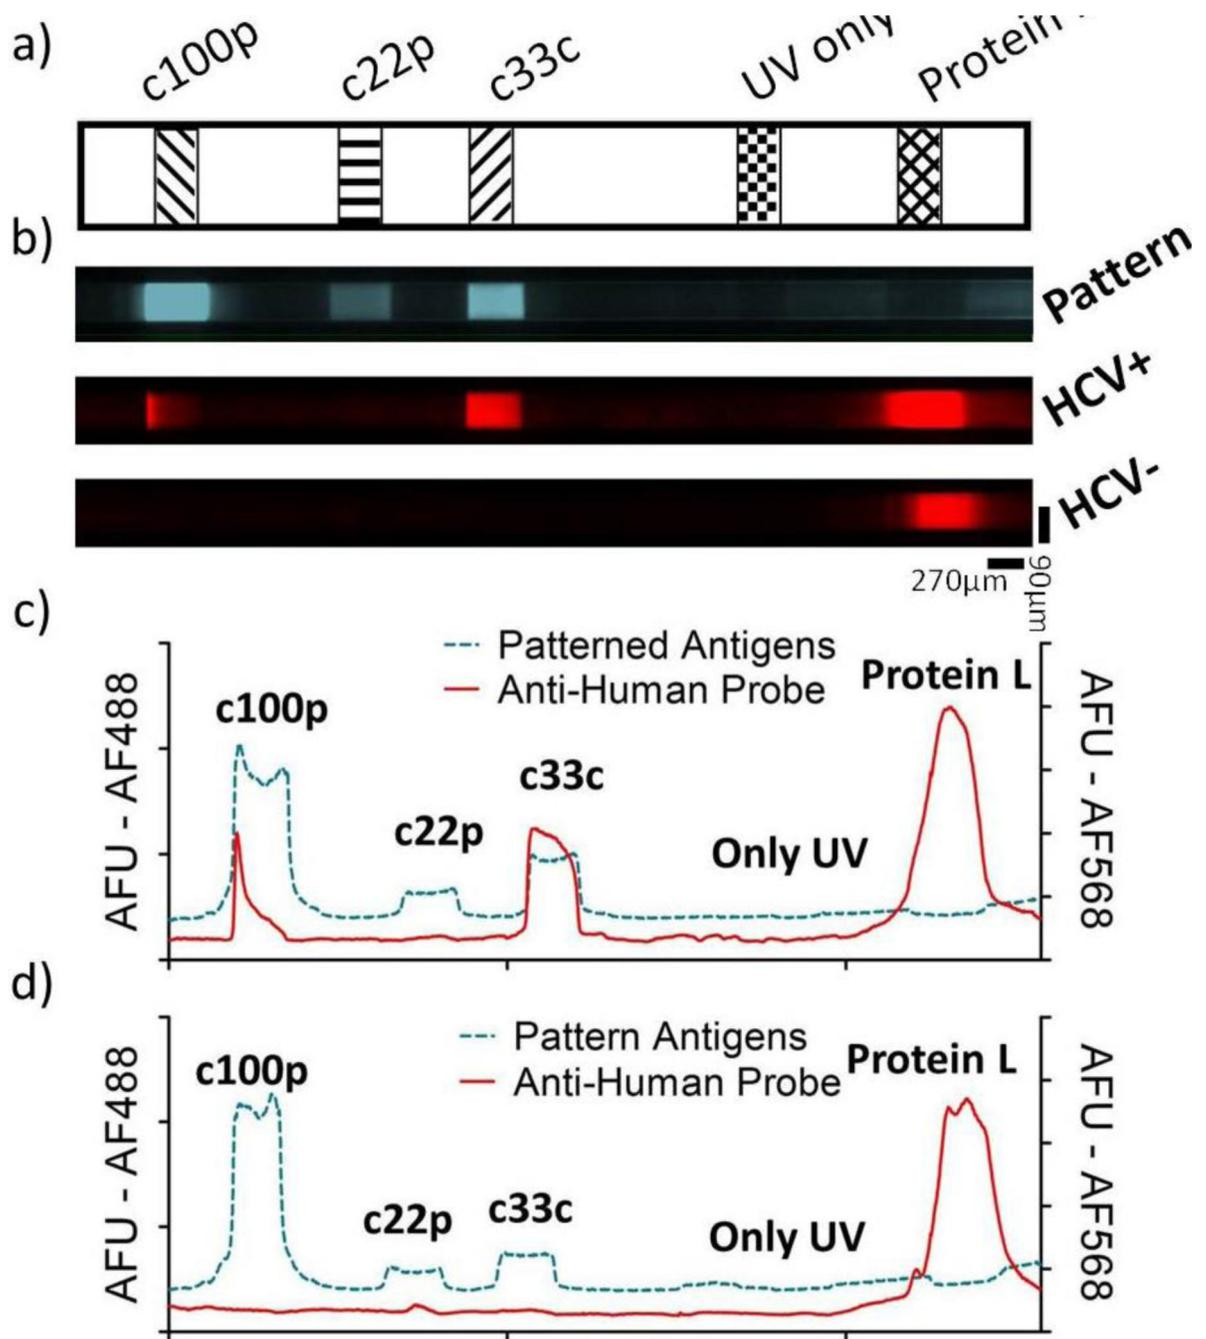 a)
c100p
c22p
c33c
UV only
Protein
b)
Pattern
HCV+
HCV-
270μm
90μm
c)
Patterned Antigens
Anti-Human Probe
Protein L
c100p
c33c
c22p
Only UV
AFU - AF488
AFU - AF568
d)
Pattern Antigens
Anti-Human Probe
Protein L
c100p
c22p
c33c
Only UV
AFU - AF488
AFU - AF568